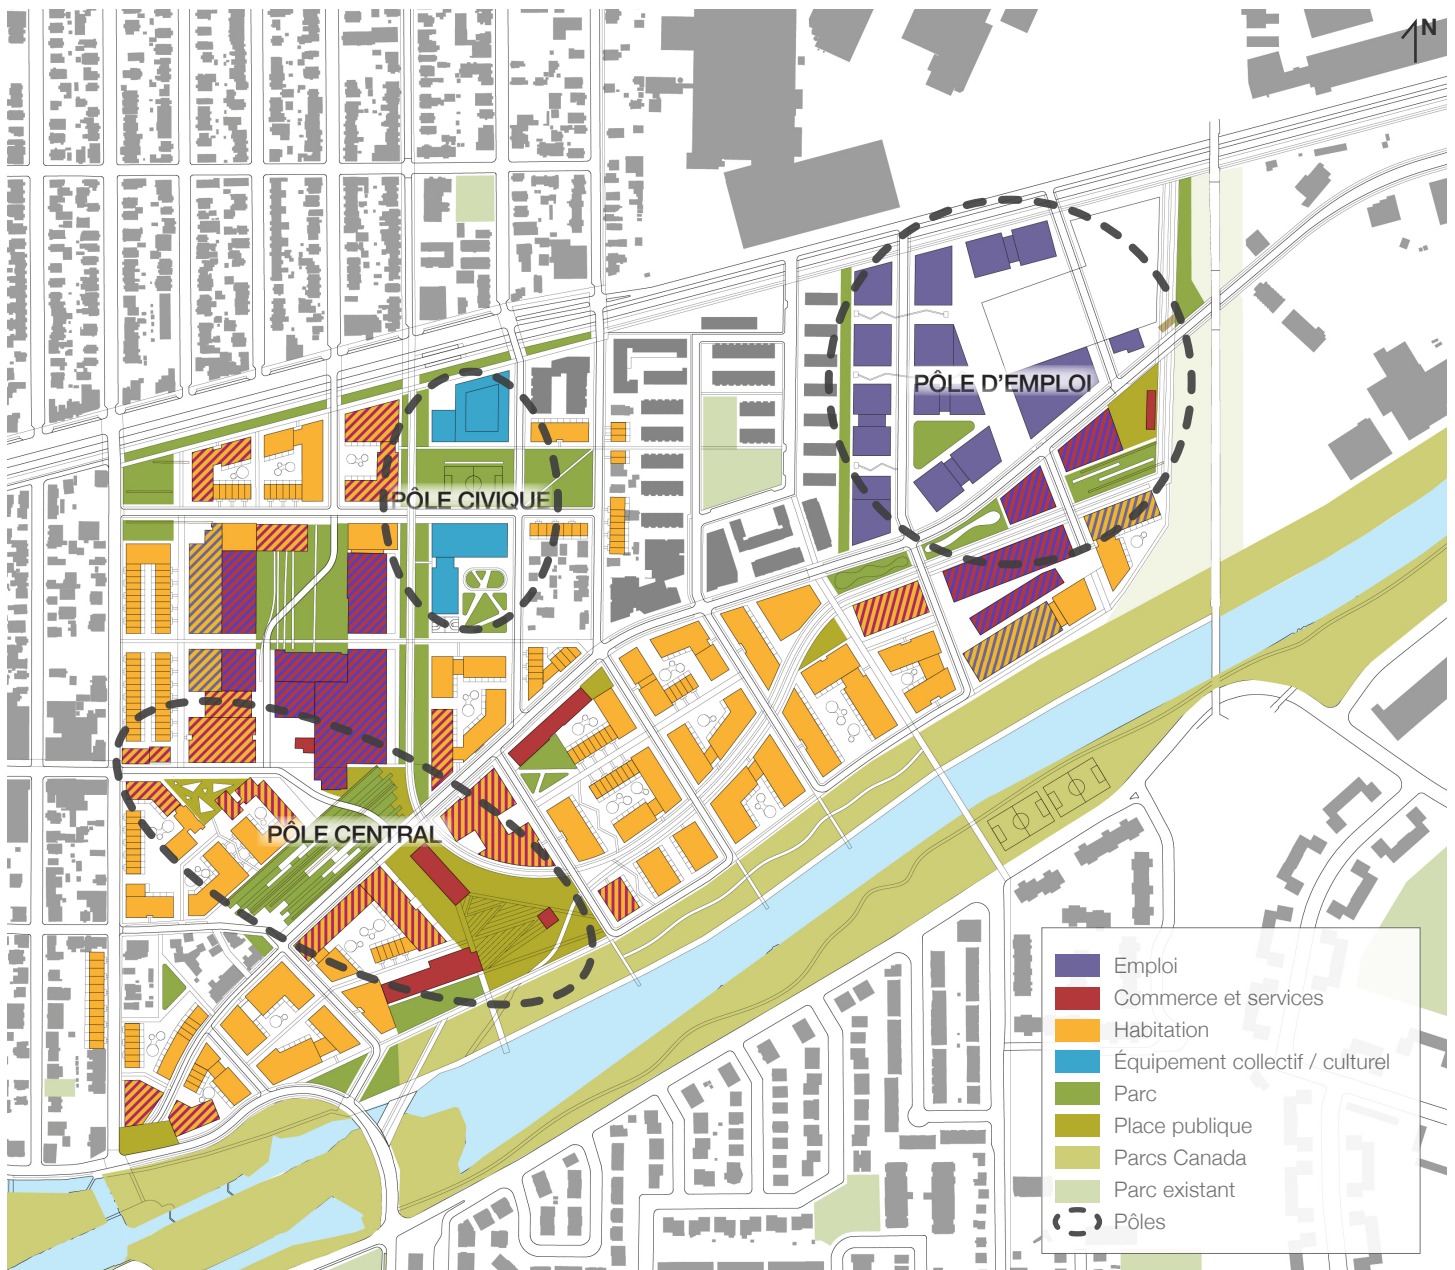 N
PÔLE D'EMPLOI
PÔLE CIVIQUE
PÔLE CENTRAL
Emploi
Commerce et services
Habitation
Équipement collectif / culturel
Parc
Place publique
Parcs Canada
Parc existant
Pôles